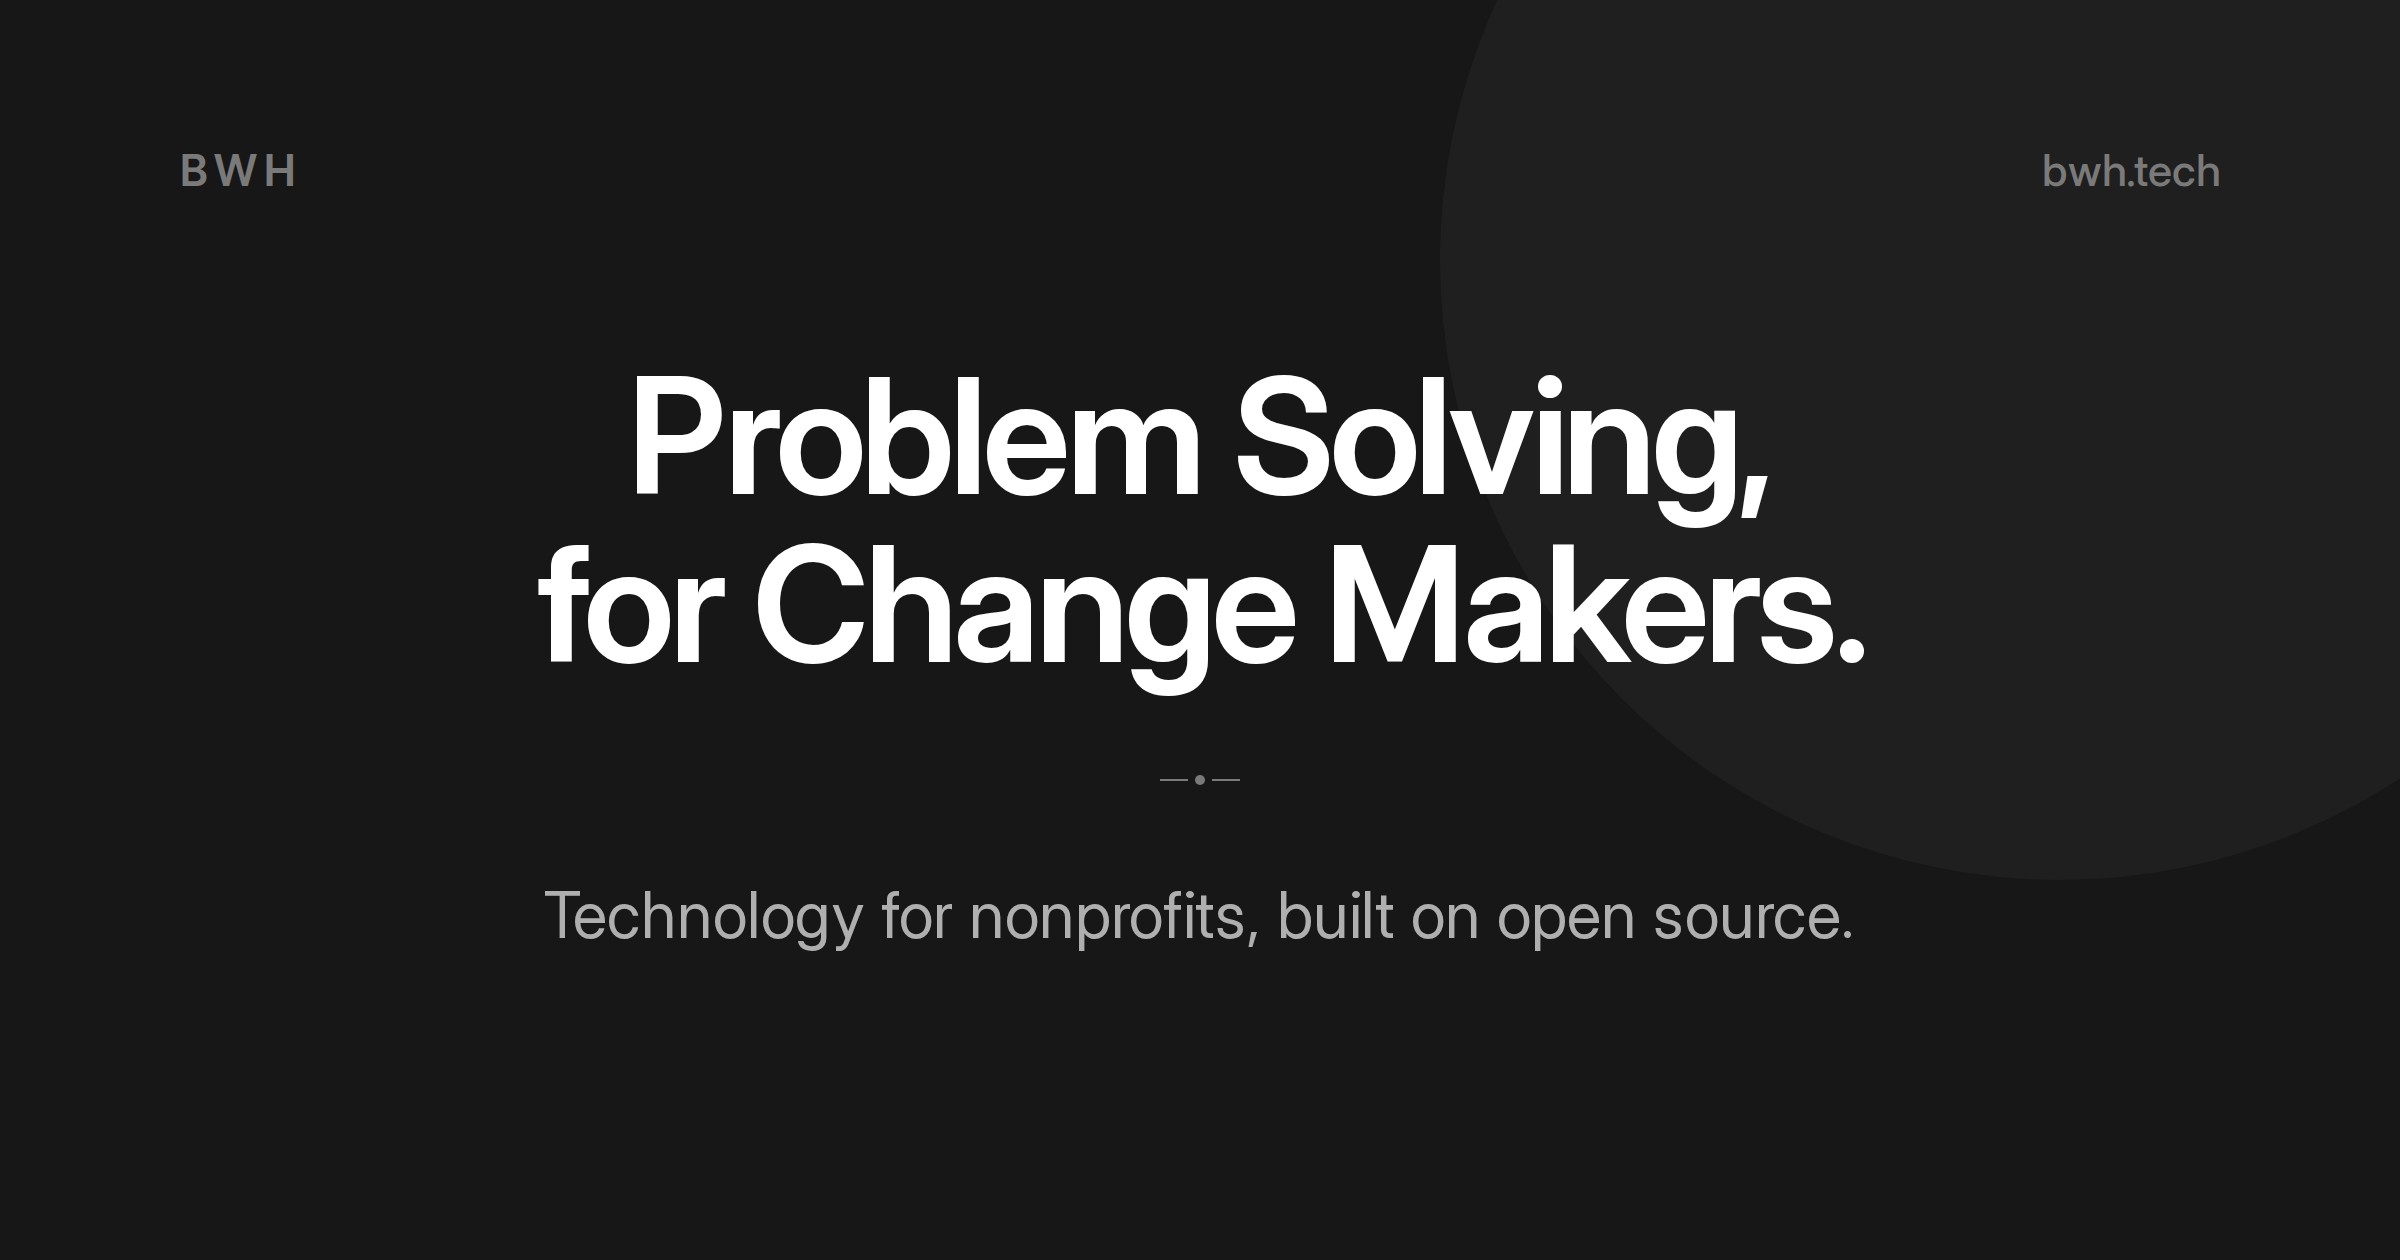 BWH
bwh.tech
Problem Solving,
for Change Makers.
Technology for nonprofits, built on open source.